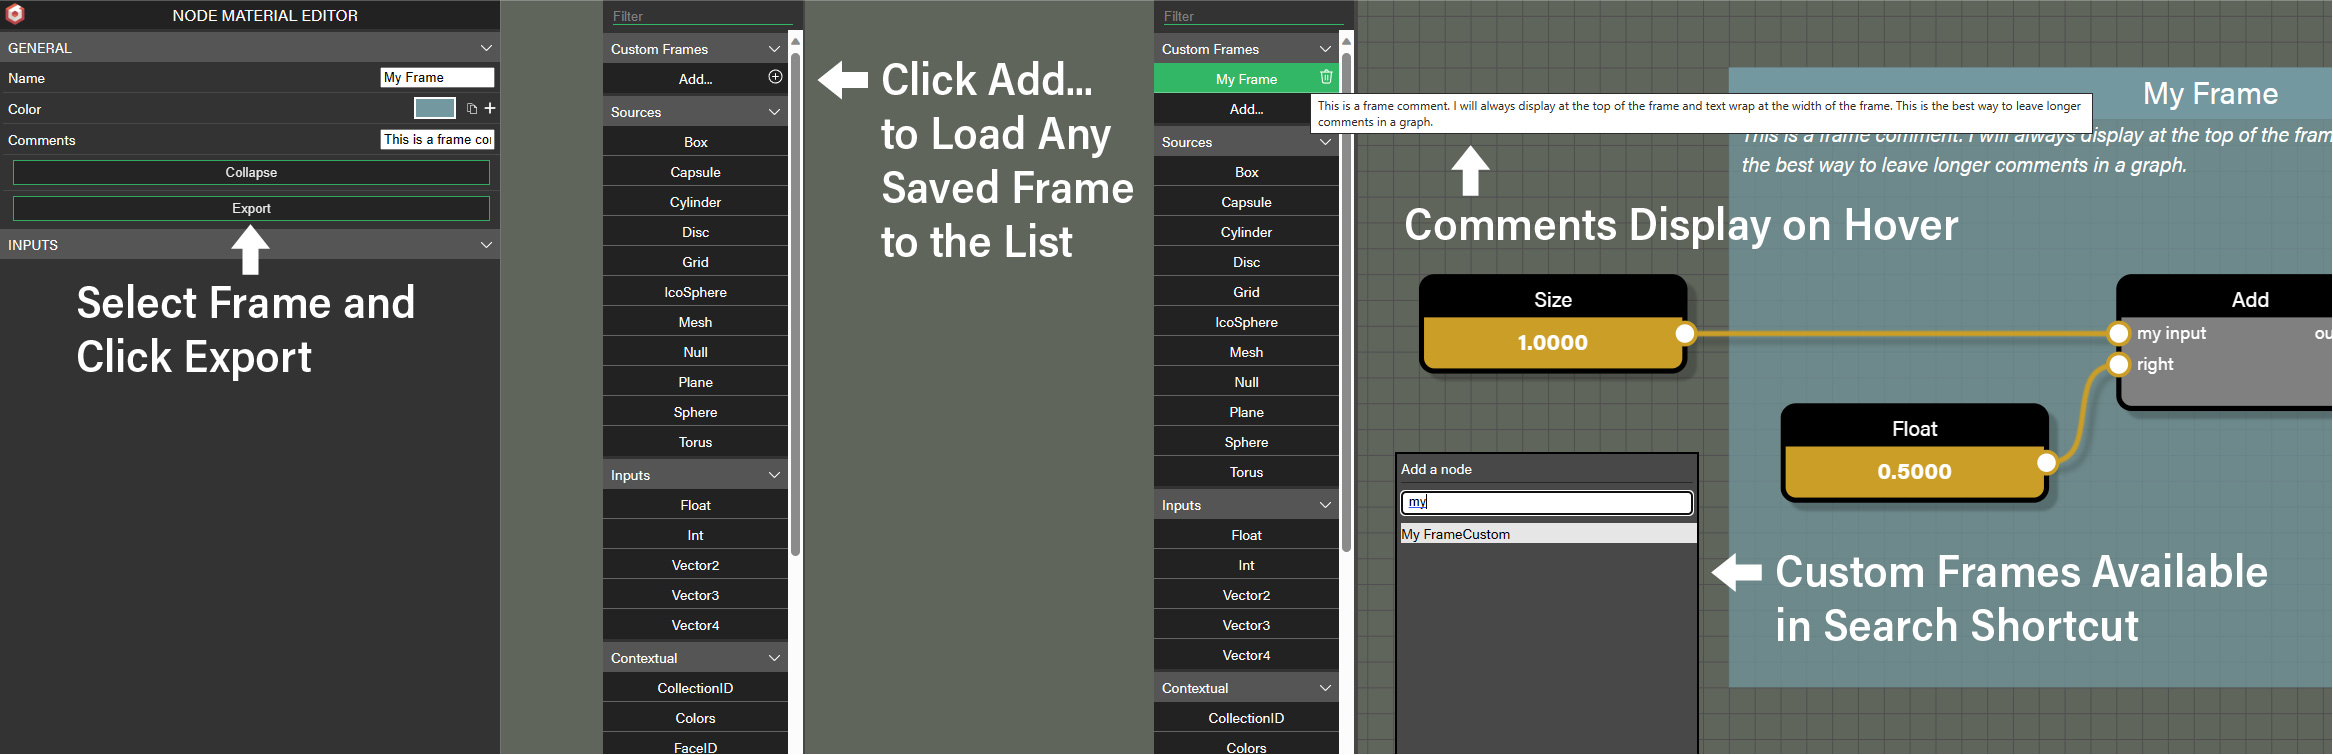 NODE MATERIAL EDITOR
GENERAL
Name
My Frame
Color
Comments
This is a frame co
Collapse
Export
INPUTS
Select Frame and
Click Export
Filter
Custom Frames
Add...
Sources
Box
Capsule
Cylinder
Disc
Grid
IcoSphere
Mesh
Null
Plane
Sphere
Torus
Inputs
Float
Int
Vector2
Vector3
Vector4
Contextual
CollectionID
Colors
FaceID
Click Add...
to Load Any
Saved Frame
to the List
Filter
Custom Frames
My Frame
Add...
Sources
Box
Capsule
Cylinder
Disc
Grid
IcoSphere
Mesh
Null
Plane
Sphere
Torus
Inputs
Float
Int
Vector2
Vector3
Vector4
Contextual
CollectionID
Colors
This is a frame comment. I will always display at the top of the frame and text wrap at the width of the frame. This is the best way to leave longer
comments in a graph.
My Frame
This is a frame comment. I will always display at the top of the fram
the best way to leave longer comments in a graph.
Comments Display on Hover
Size
1.0000
Add
my input
ou
right
Float
0.5000
Add a node
my
My FrameCustom
Custom Frames Available
in Search Shortcut